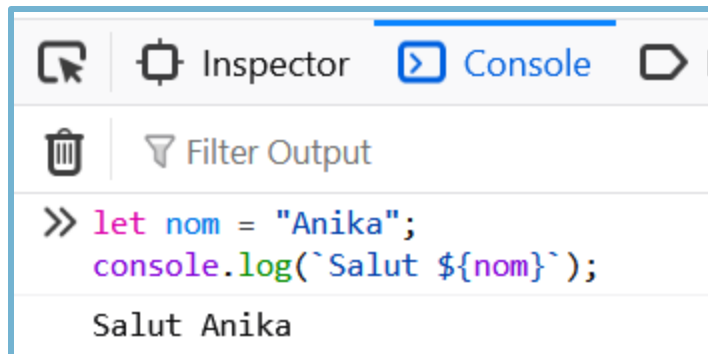 Inspector Console
Filter Output
let nom = "Anika";
console.log(`Salut ${nom}`);
Salut Anika